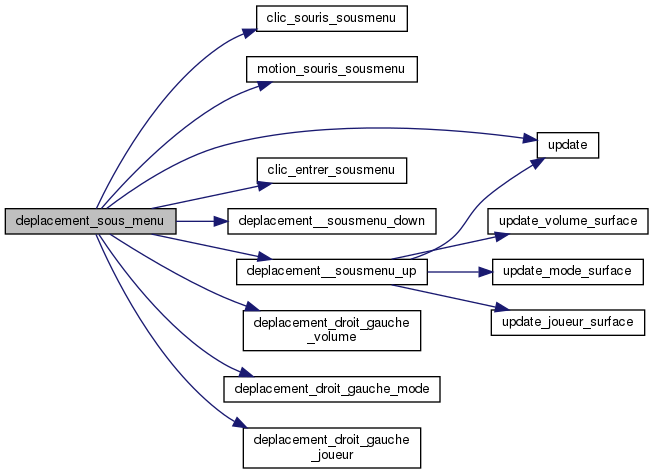 clic_souris_sousmenu
motion_souris_sousmenu
update
clic_entrer_sousmenu
deplacement_sous_menu
deplacement__sousmenu_down
update_volume_surface
deplacement__sousmenu_up
update_mode_surface
deplacement_droit_gauche
_volume
update_joueur_surface
deplacement_droit_gauche_mode
deplacement_droit_gauche
_joueur